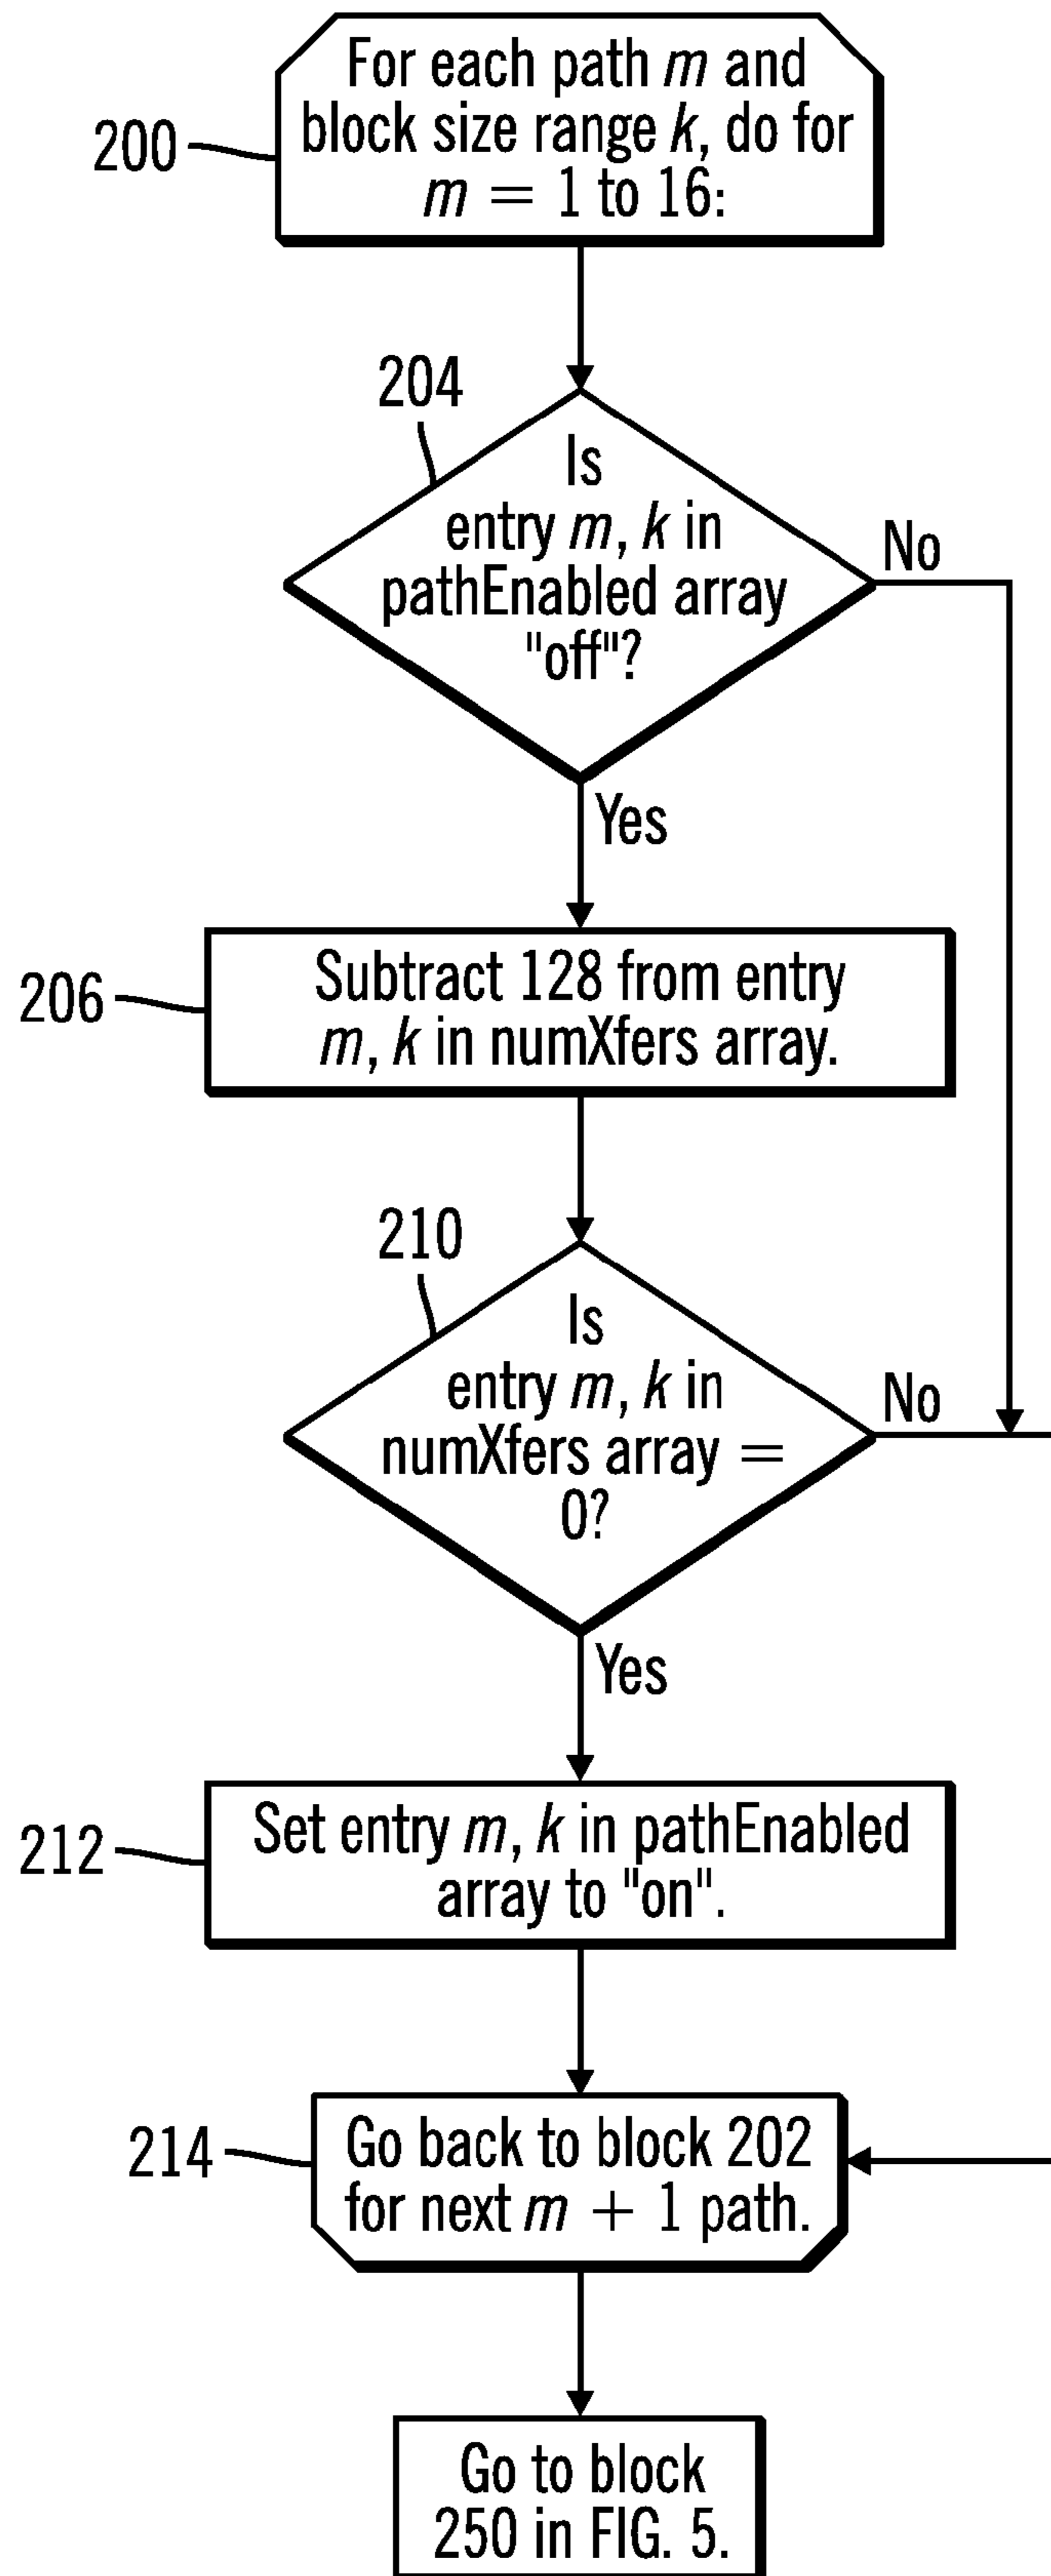 For each path m and
block size range k, do for
m = 1 to 16:
200
204
Is
entry m, k in
pathEnabled array
"off"?
No
Yes
206
Subtract 128 from entry
m, k in numXfers array.
210
Is
entry m, k in
numXfers array =
0?
No
Yes
212
Set entry m, k in pathEnabled
array to "on".
214
Go back to block 202
for next m + 1 path.
Go to block
250 in FIG. 5.